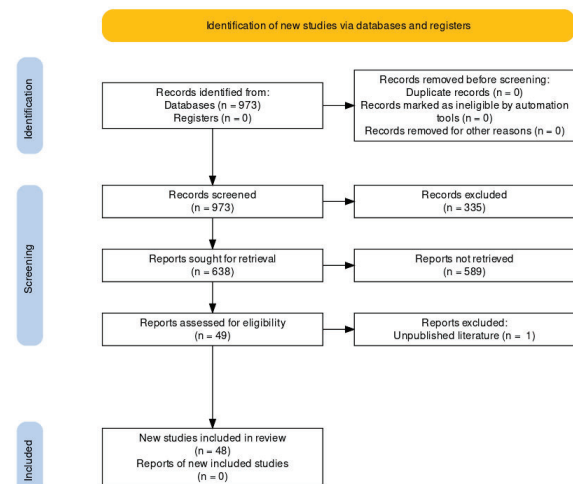 Identification of new studies via databases and registers
Identification
Records identified from:
Databases (n = 973)
Registers (n = 0)
Records removed before screening:
Duplicate records (n = 0)
Records marked as ineligible by automation
tools (n = 0)
Records removed for other reasons (n = 0)
Screening
Records screened
(n = 973)
Records excluded
(n = 335)
Reports sought for retrieval
(n = 638)
Reports not retrieved
(n = 589)
Reports assessed for eligibility
(n = 49)
Reports excluded:
Unpublished literature (n = 1)
Included
New studies included in review
(n = 48)
Reports of new included studies
(n = 0)